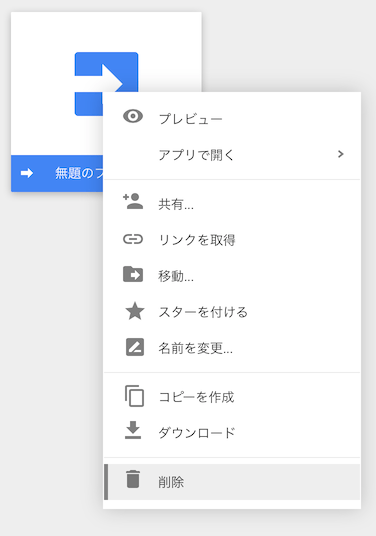 無題のプ
プレビュー
アプリで開く
共有...
リンクを取得
移動...
スターを付ける
名前を変更...
コピーを作成
ダウンロード
削除